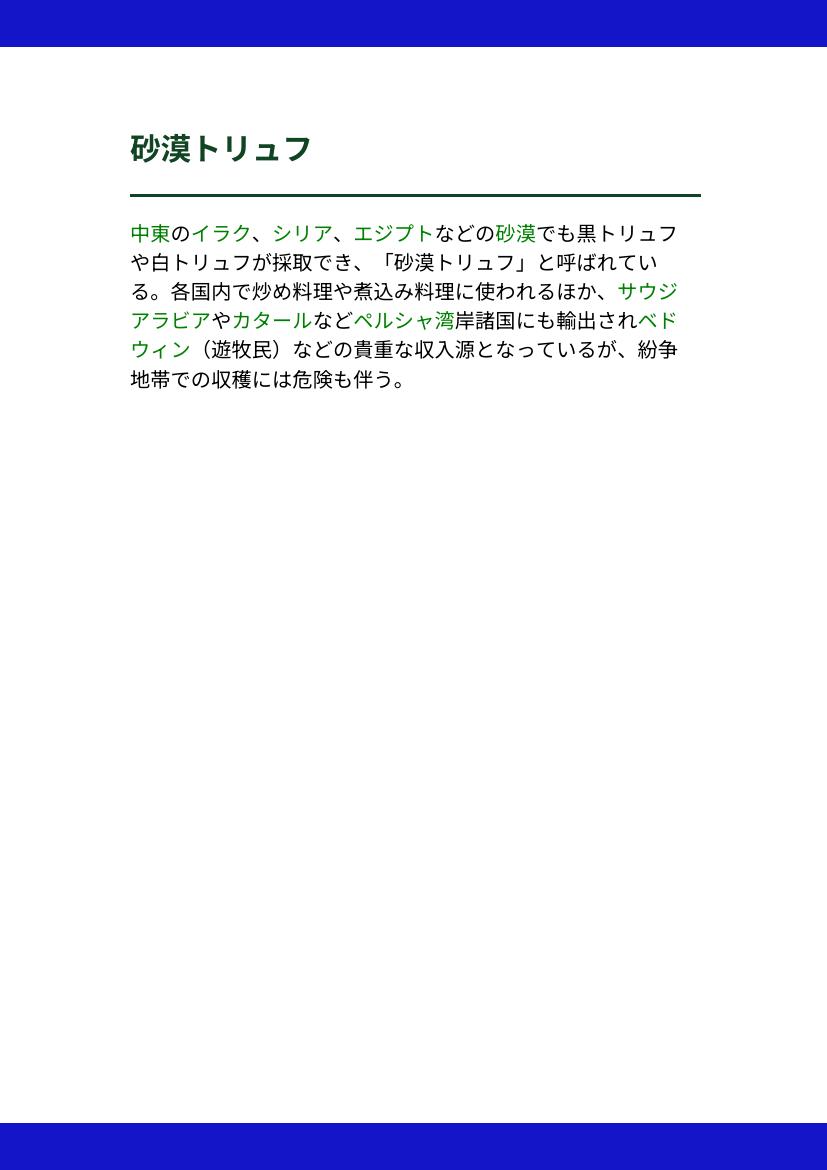 砂漠トリュフ
中東のイラク、シリア、エジプトなどの砂漠でも黒トリュフ
や白トリュフが採取でき、「砂漠トリュフ」と呼ばれてい
る。各国内で炒め料理や煮込み料理に使われるほか、サウジ
アラビアやカタールなどペルシャ湾岸諸国にも輸出されベド
ウィン（遊牧民）などの貴重な収入源となっているが、紛争
地帯での収穫には危険も伴う。